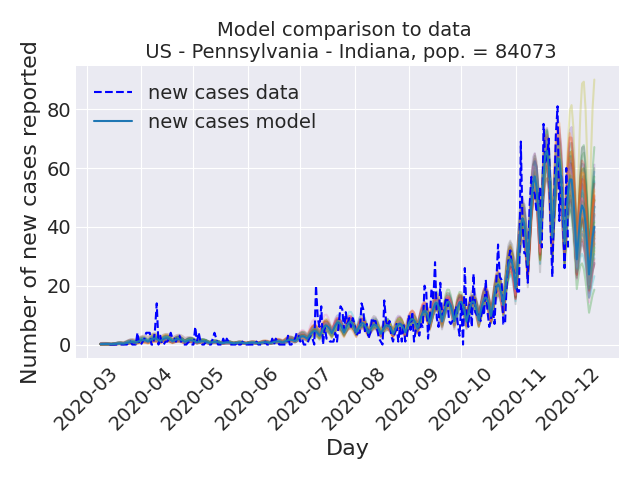 Model comparison to data
US - Pennsylvania - Indiana, pop. = 84073
new cases data
new cases model
Number of new cases reported
80
60
40
20
0
2020-03
2020-04
2020-05
2020-06
2020-07
2020-08
2020-09
2020-10
2020-11
2020-12
Day